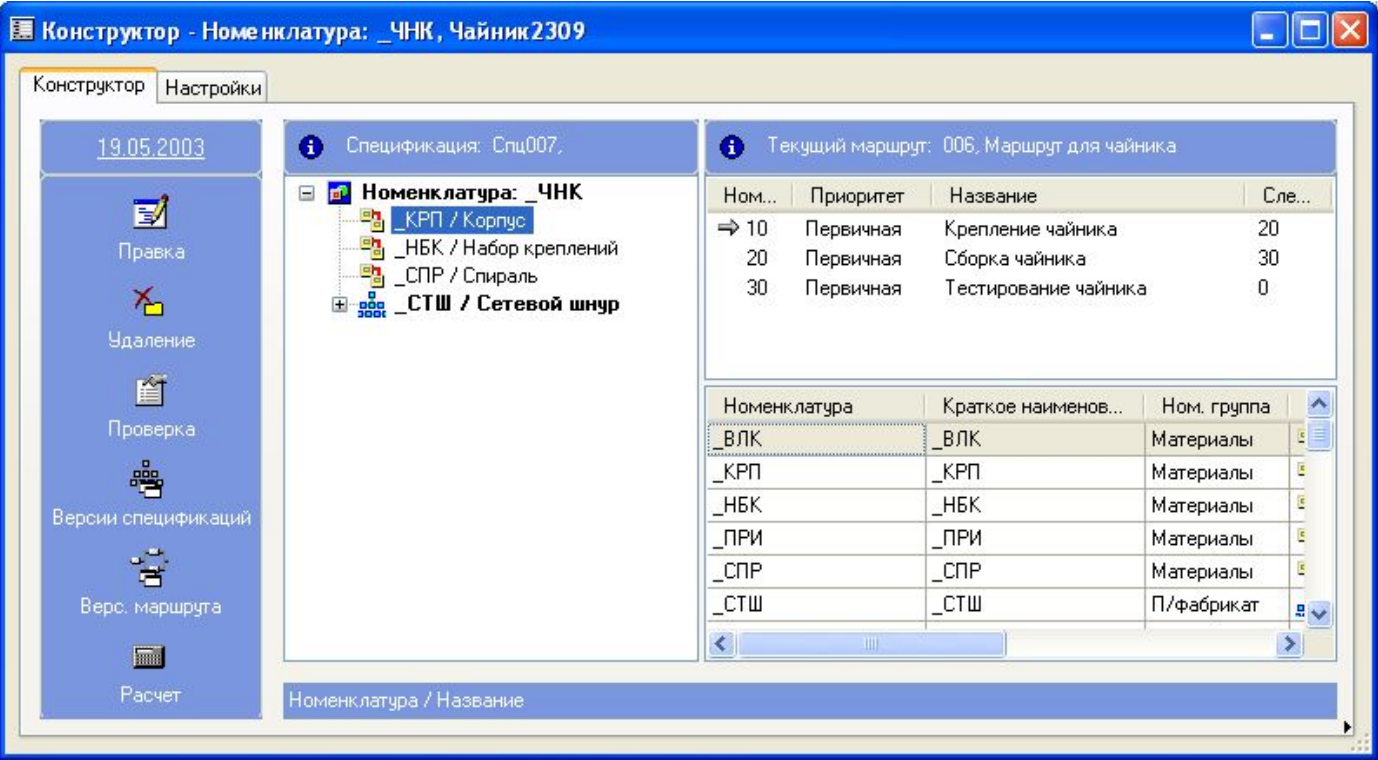 Конструктор - Номенклатура: _ЧНК, Чайник2309
Конструктор Настройки
19.05.2003
Правка
Удаление
Проверка
Версии спецификаций
Верс. маршрута
Расчет
Спецификация: Спц007,
Номенклатура: _ЧНК
_КРП / Корпус
_НБК / Набор креплений
_СПР / Спираль
_СТШ / Сетевой шнур
Текущий маршрут: 006, Маршрут для чайника
Ном... Приоритет Название Сле...
10 Первичная Крепление чайника 20
20 Первичная Сборка чайника 30
30 Первичная Тестирование чайника 0
Номенклатура Краткое наименов... Ном. группа
_ВЛК _ВЛК Материалы
_КРП _КРП Материалы
_НБК _НБК Материалы
_ПРИ _ПРИ Материалы
_СПР _СПР Материалы
_СТШ _СТШ П/фабрикат
Номенклатура / Название